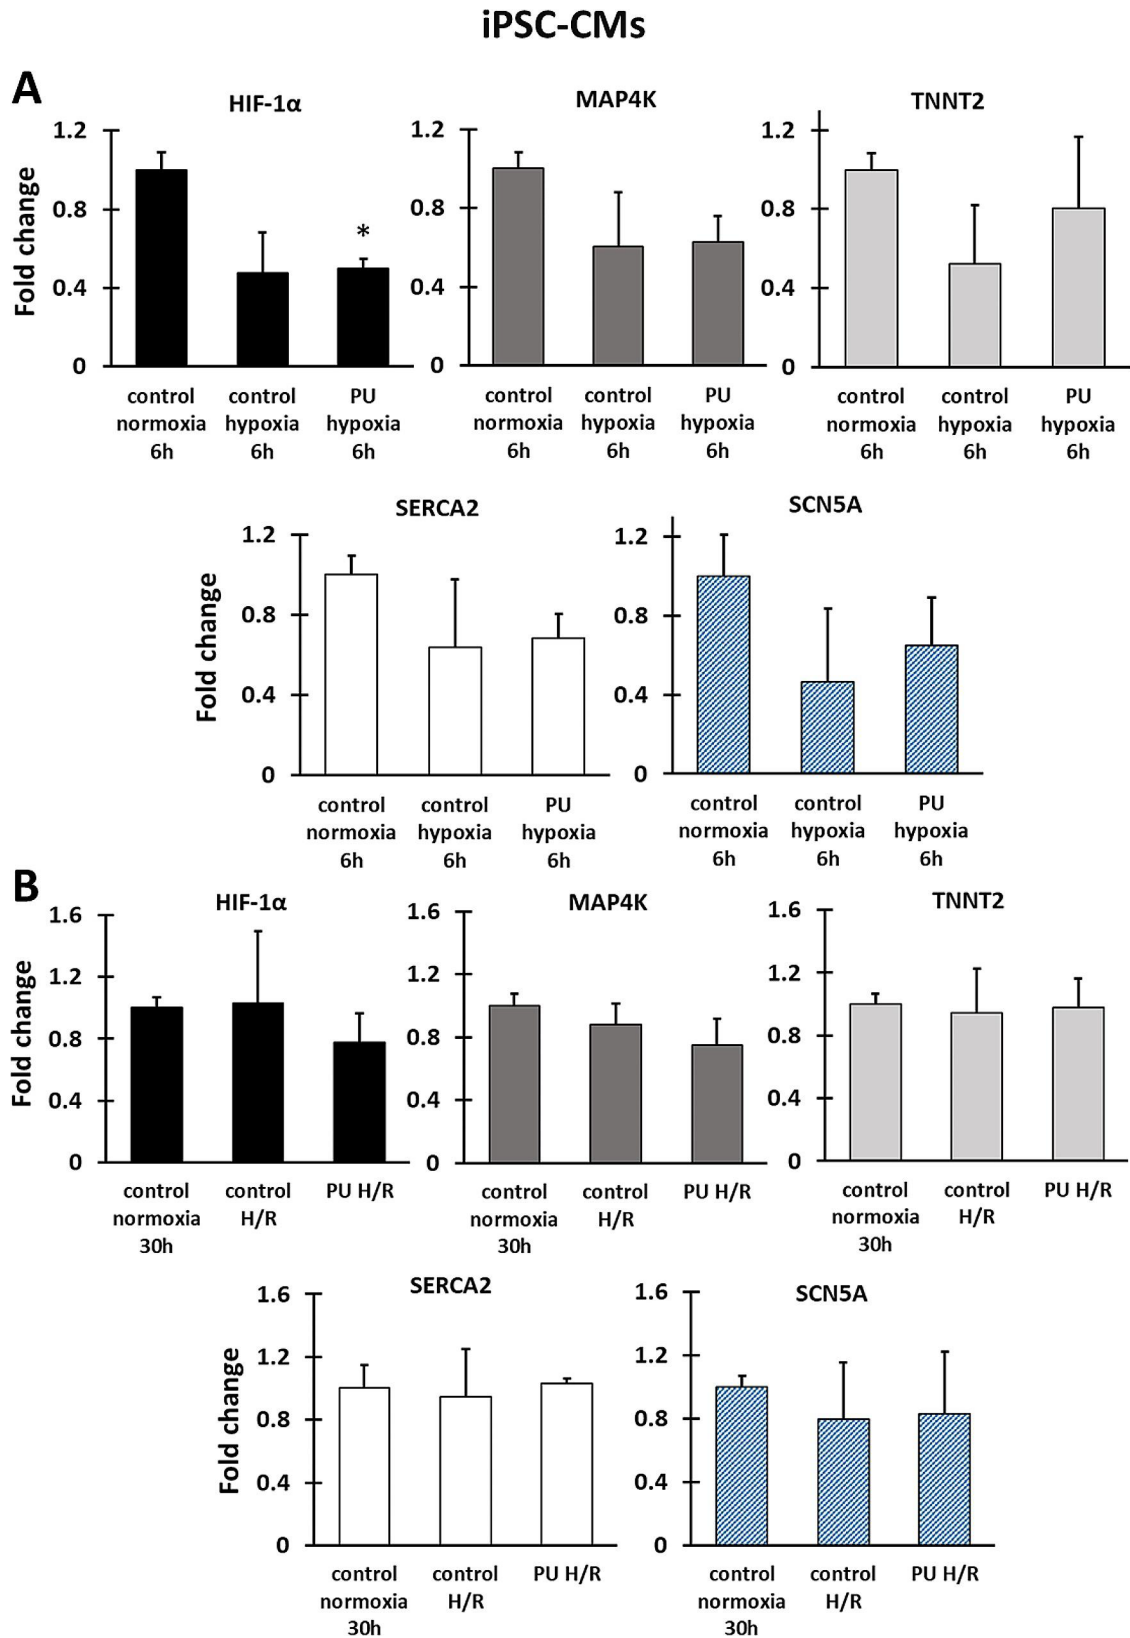 iPSC-CMs
A
HIF-1α
Fold change
1.2
0.8
0.4
0
control normoxia 6h
control hypoxia 6h
PU hypoxia 6h
*
MAP4K
1.2
0.8
0.4
0
control normoxia 6h
control hypoxia 6h
PU hypoxia 6h
TNNT2
1.2
0.8
0.4
0
control normoxia 6h
control hypoxia 6h
PU hypoxia 6h
SERCA2
Fold change
1.2
0.8
0.4
0
control normoxia 6h
control hypoxia 6h
PU hypoxia 6h
SCN5A
1.2
0.8
0.4
0
control normoxia 6h
control hypoxia 6h
PU hypoxia 6h
B
HIF-1α
Fold change
1.6
1.2
0.8
0.4
0
control normoxia 30h
control H/R
PU H/R
MAP4K
1.6
1.2
0.8
0.4
0
control normoxia 30h
control H/R
PU H/R
TNNT2
1.6
1.2
0.8
0.4
0
control normoxia 30h
control H/R
PU H/R
SERCA2
Fold change
1.6
1.2
0.8
0.4
0
control normoxia 30h
control H/R
PU H/R
SCN5A
1.6
1.2
0.8
0.4
0
control normoxia 30h
control H/R
PU H/R